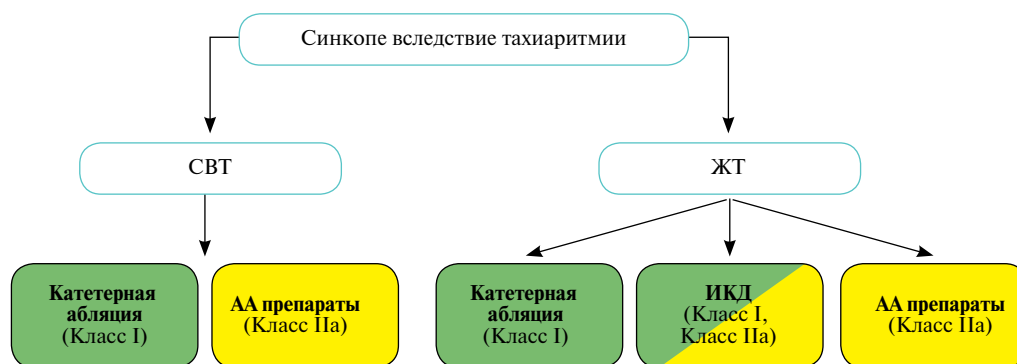 Синкопе вследствие тахиаритмии
СВТ
ЖТ
Катетерная
абляция
(Класс I)
АА препараты
(Класс IIa)
Катетерная
абляция
(Класс I)
ИКД
(Класс I,
Класс IIa)
АА препараты
(Класс IIa)